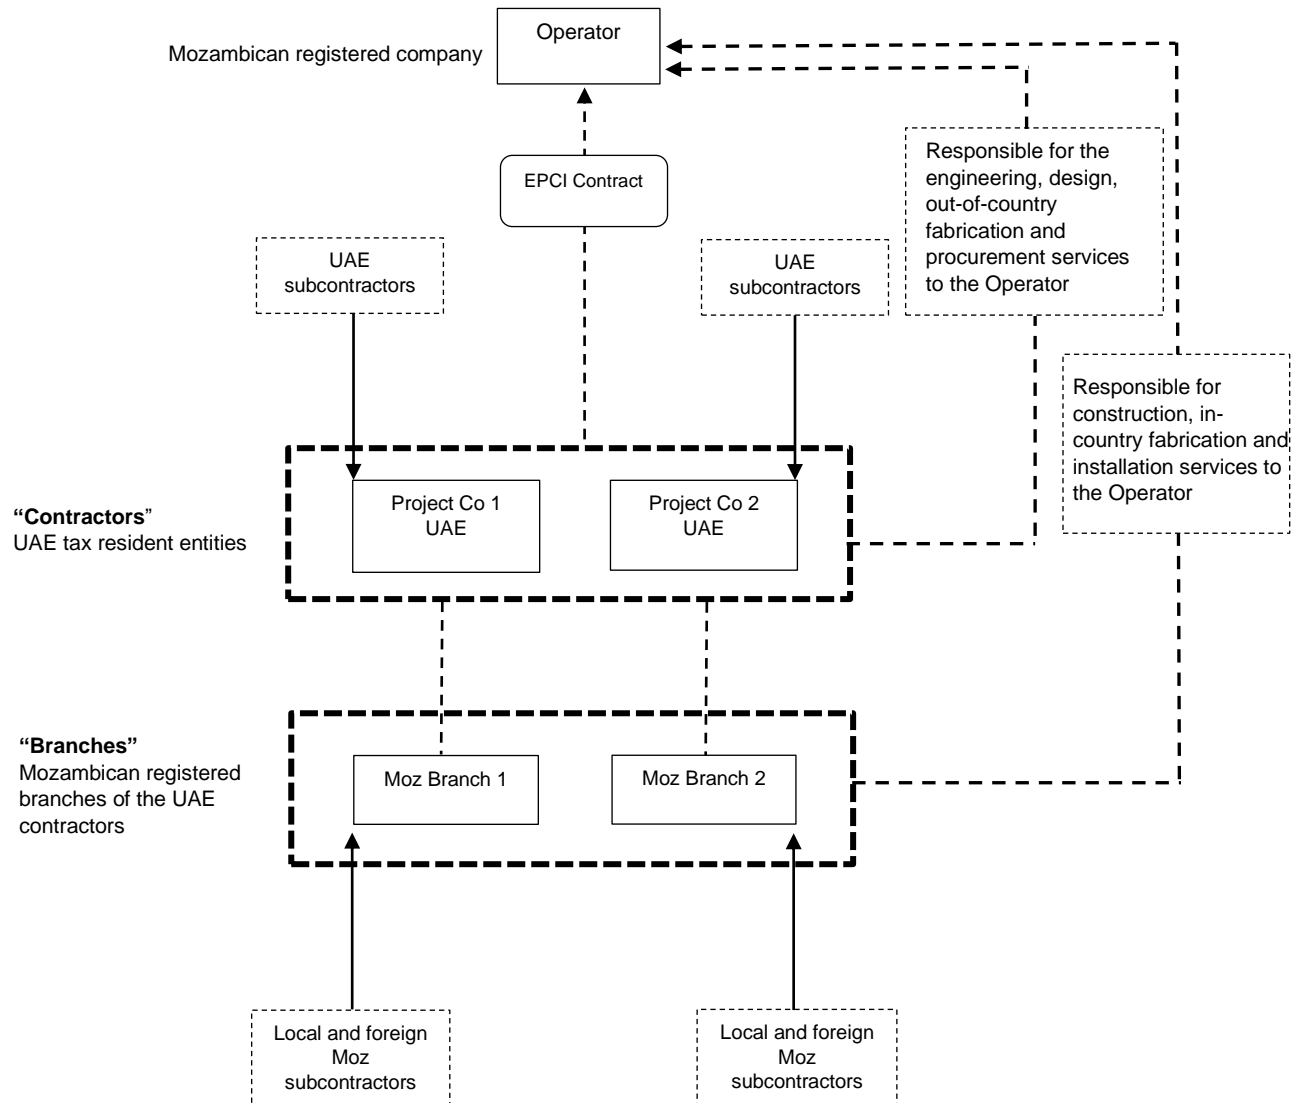 Operator
Mozambican registered company
EPCI Contract
Responsible for the
engineering, design,
out-of-country
fabrication and
procurement services
to the Operator
UAE
subcontractors
UAE
subcontractors
Responsible for
construction, in-
country fabrication and
installation services to
the Operator
“Contractors”
UAE tax resident entities
Project Co 1
UAE
Project Co 2
UAE
“Branches”
Mozambican registered
branches of the UAE
contractors
Moz Branch 1
Moz Branch 2
Local and foreign
Moz
subcontractors
Local and foreign
Moz
subcontractors